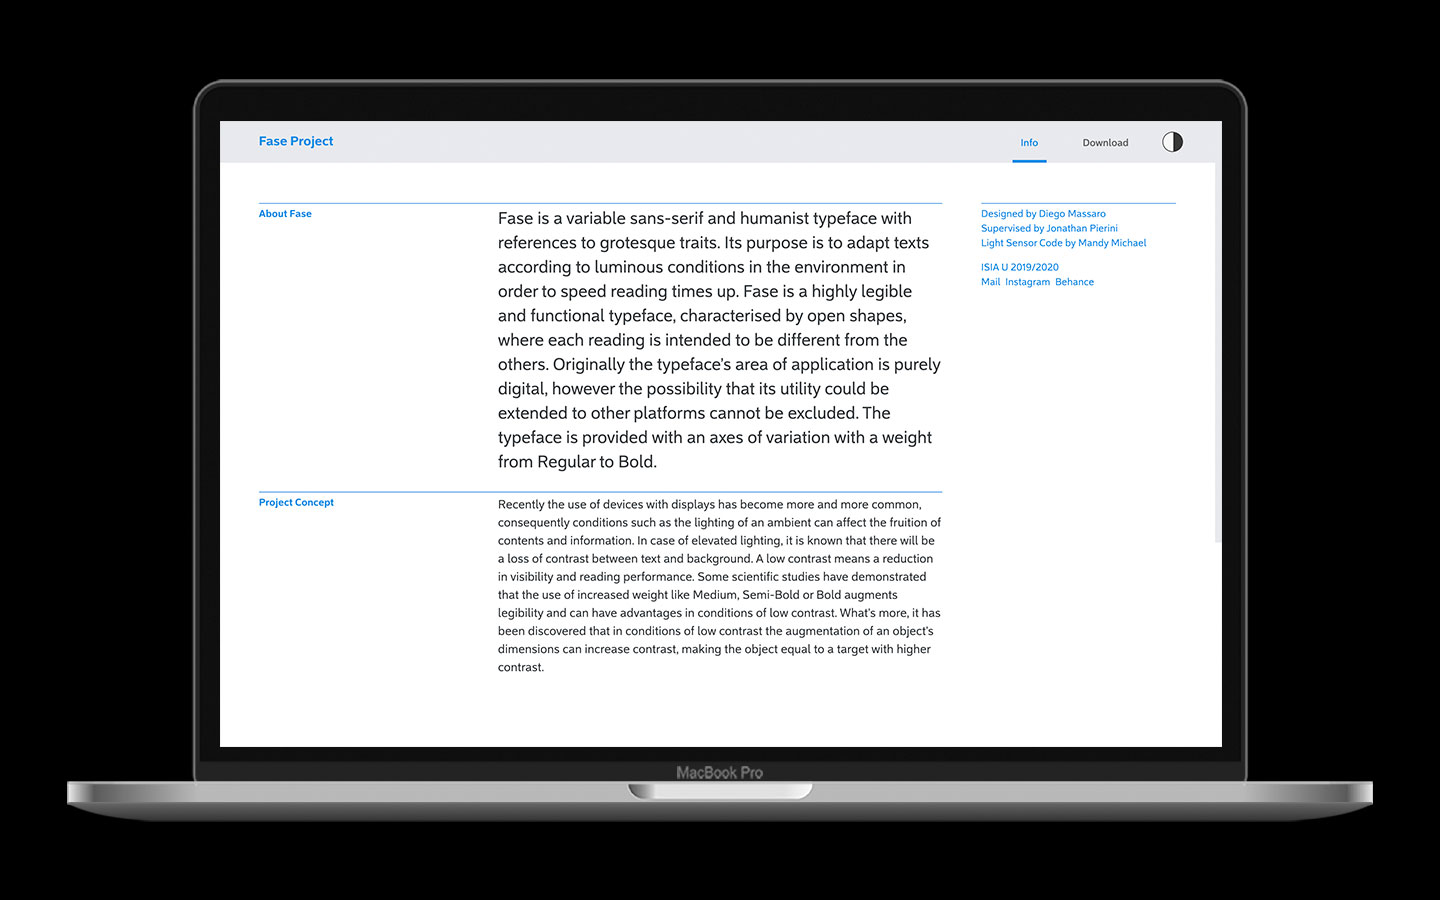 Fase Project
Info
Download
About Fase
Fase is a variable sans-serif and humanist typeface with
references to grotesque traits. Its purpose is to adapt texts
according to luminous conditions in the environment in
order to speed reading times up. Fase is a highly legible
and functional typeface, characterised by open shapes,
where each reading is intended to be different from the
others. Originally the typeface's area of application is purely
digital, however the possibility that its utility could be
extended to other platforms cannot be excluded. The
typeface is provided with an axes of variation with a weight
from Regular to Bold.
Designed by Diego Massaro
Supervised by Jonathan Pierini
Light Sensor Code by Mandy Michael
ISIA U 2019/2020
Mail Instagram Behance
Project Concept
Recently the use of devices with displays has become more and more common,
consequently conditions such as the lighting of an ambient can affect the fruition of
contents and information. In case of elevated lighting, it is known that there will be
a loss of contrast between text and background. A low contrast means a reduction
in visibility and reading performance. Some scientific studies have demonstrated
that the use of increased weight like Medium, Semi-Bold or Bold augments
legibility and can have advantages in conditions of low contrast. What's more, it has
been discovered that in conditions of low contrast the augmentation of an object's
dimensions can increase contrast, making the object equal to a target with higher
contrast.
MacBook Pro